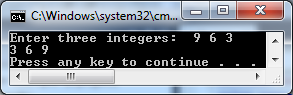 C:\Windows\system32\cm...
Enter three integers:  9 6 3
3 6 9
Press any key to continue . . .